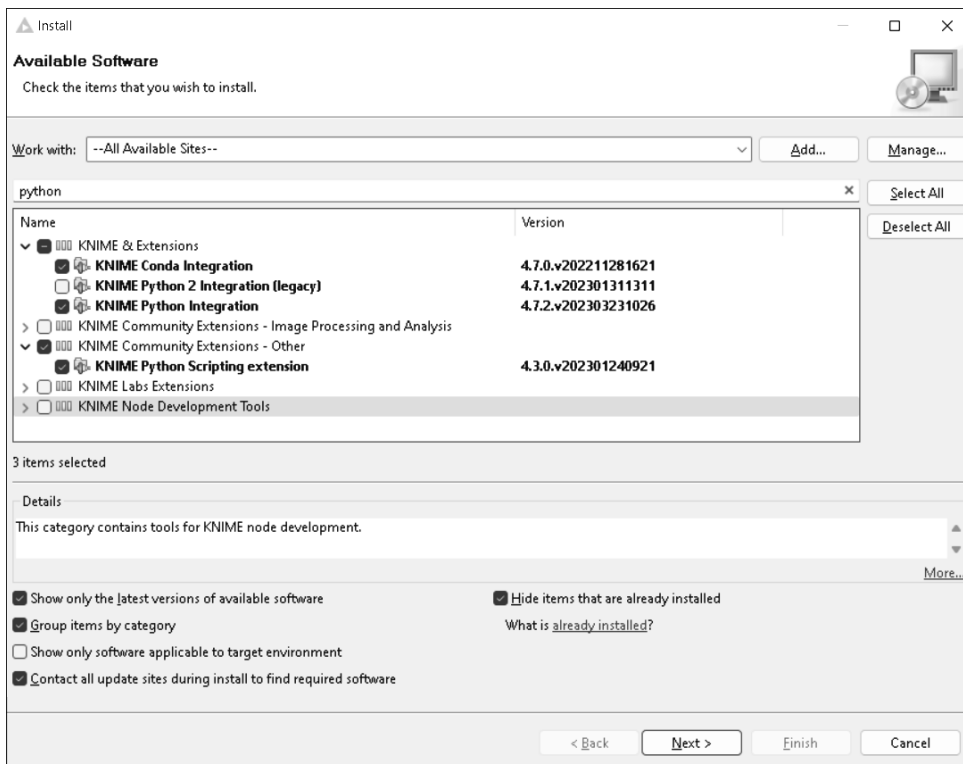 Install
Available Software
Check the items that you wish to install.
Work with: --All Available Sites-- Add... Manage...
python Select All
Deselect All
Name Version
KNIME & Extensions
KNIME Conda Integration 4.7.0.v202211281621
KNIME Python 2 Integration (legacy) 4.7.1.v202301311311
KNIME Python Integration 4.7.2.v202303231026
KNIME Community Extensions - Image Processing and Analysis
KNIME Community Extensions - Other
KNIME Python Scripting extension 4.3.0.v202301240921
KNIME Labs Extensions
KNIME Node Development Tools
3 items selected
Details
This category contains tools for KNIME node development.
More...
Show only the latest versions of available software Hide items that are already installed
Group items by category What is already installed?
Show only software applicable to target environment
Contact all update sites during install to find required software
< Back Next > Finish Cancel